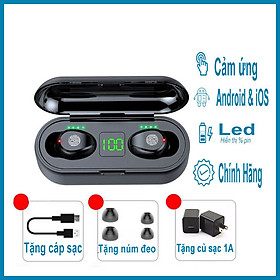 Cảm ứng
Android & iOS
Led
Hiển thị % pin
Chính Hãng
100
Tặng cáp sạc
Tặng núm đeo
Tặng củ sạc 1A